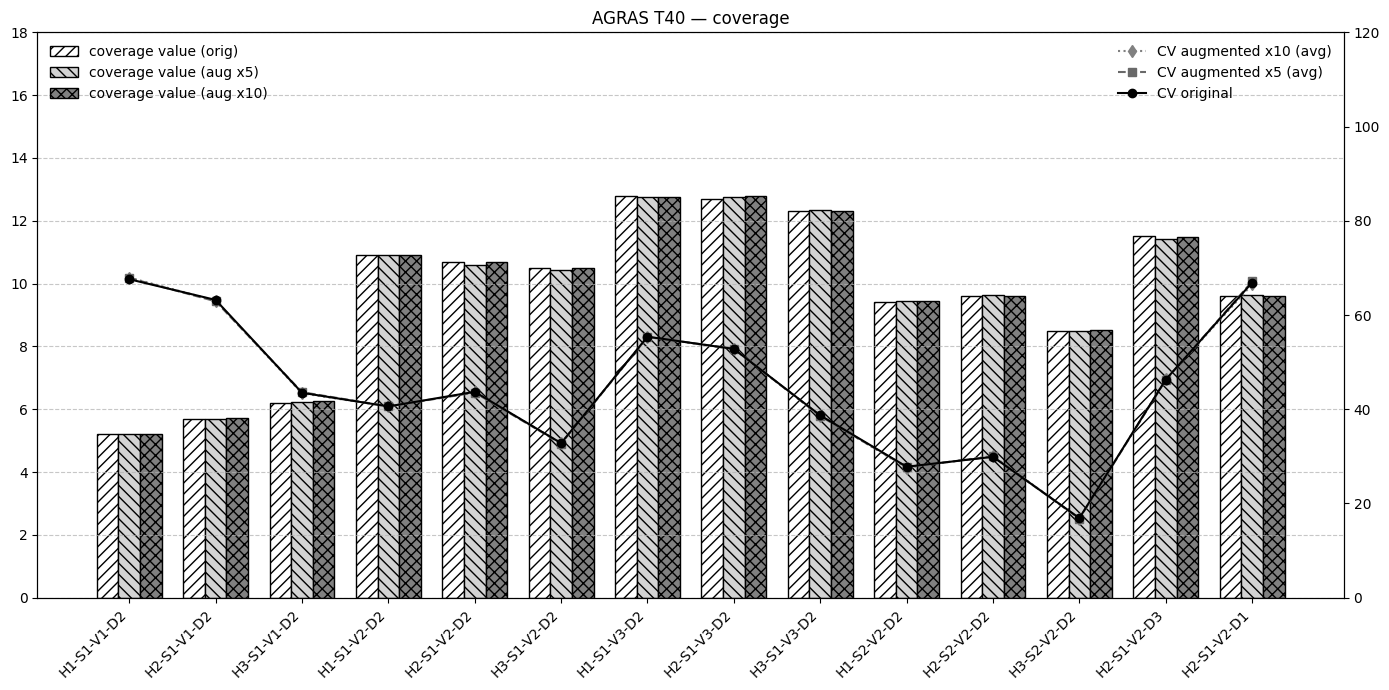 AGRAS T40 — coverage
coverage value (orig)
coverage value (aug x5)
coverage value (aug x10)
CV augmented x10 (avg)
CV augmented x5 (avg)
CV original
18
16
14
12
10
8
6
4
2
0
120
100
80
60
40
20
0
H1-S1-V1-D2
H2-S1-V1-D2
H3-S1-V1-D2
H1-S1-V2-D2
H2-S1-V2-D2
H3-S1-V2-D2
H1-S1-V3-D2
H2-S1-V3-D2
H3-S1-V3-D2
H1-S2-V2-D2
H2-S2-V2-D2
H3-S2-V2-D2
H2-S1-V2-D3
H2-S1-V2-D1